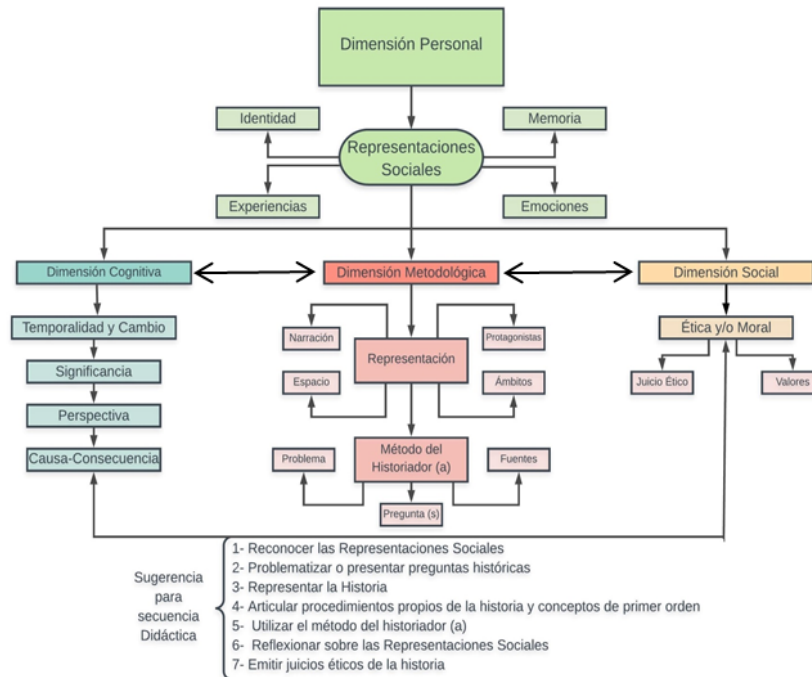 Dimensión Personal
Identidad
Memoria
Representaciones
Sociales
Experiencias
Emociones
Dimensión Cognitiva
Dimensión Metodológica
Dimensión Social
Temporalidad y Cambio
Significancia
Perspectiva
Causa-Consecuencia
Narración
Protagonistas
Representación
Espacio
Ámbitos
Método del
Historiador (a)
Problema
Fuentes
Pregunta (s)
Ética y/o Moral
Juicio Ético
Valores
Sugerencia
para
secuencia
Didáctica
1- Reconocer las Representaciones Sociales
2- Problematizar o presentar preguntas históricas
3- Representar la Historia
4- Articular procedimientos propios de la historia y conceptos de primer orden
5- Utilizar el método del historiador (a)
6- Reflexionar sobre las Representaciones Sociales
7- Emitir juicios éticos de la historia